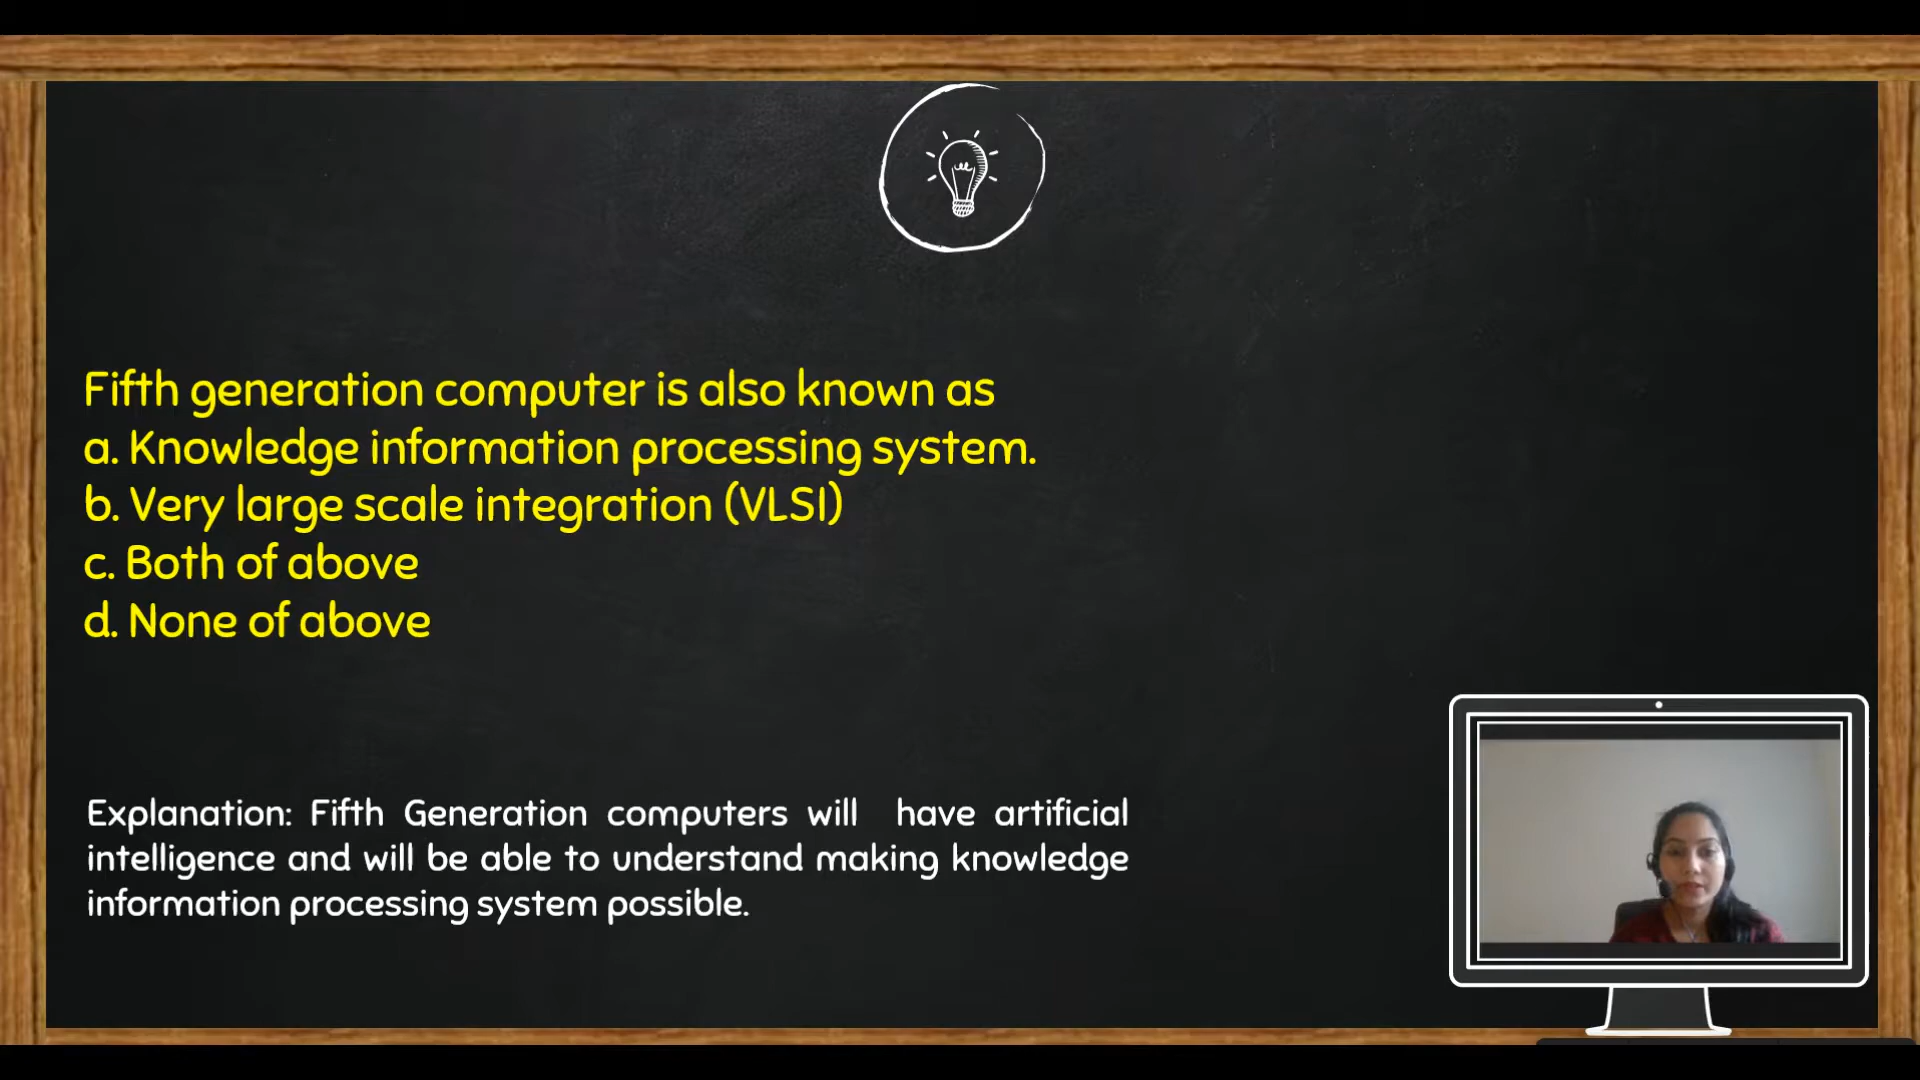 Fifth generation computer is also known as
a. Knowledge information processing system.
b. Very large scale integration (VLSI)
c. Both of above
d. None of above
Explanation: Fifth Generation computers will have artificial
intelligence and will be able to understand making knowledge
information processing system possible.